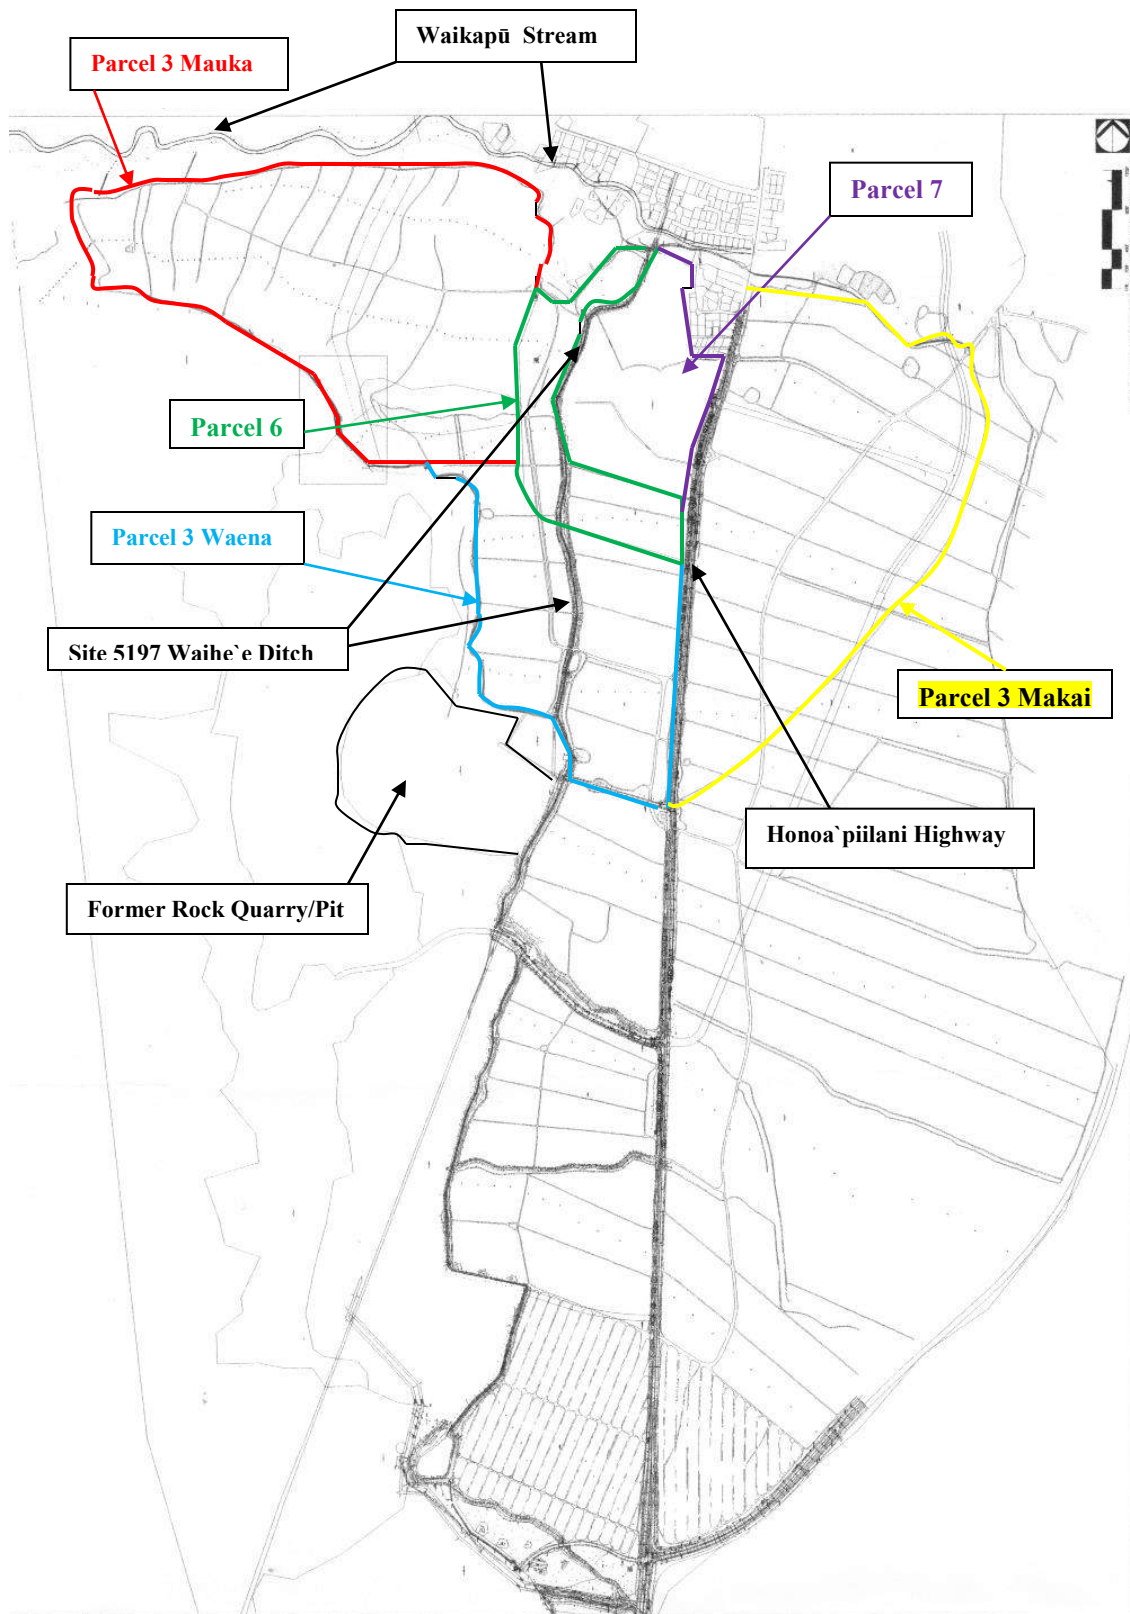 Waikapū  Stream
Parcel 3 Mauka
Parcel 7
Parcel 6
Parcel 3 Waena
Site 5197 Waihe`e Ditch
Parcel 3 Makai
Honoa`piilani Highway
Former Rock Quarry/Pit